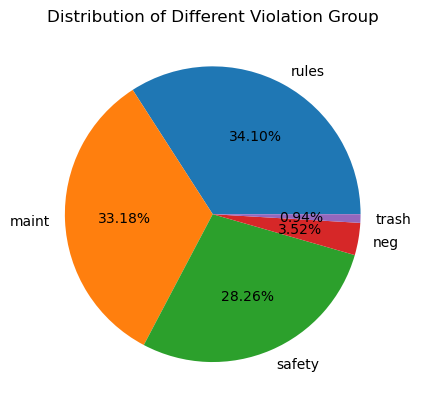 Distribution of Different Violation Group
rules
34.10%
maint
33.18%
0.94%
trash
3.52%
neg
28.26%
safety